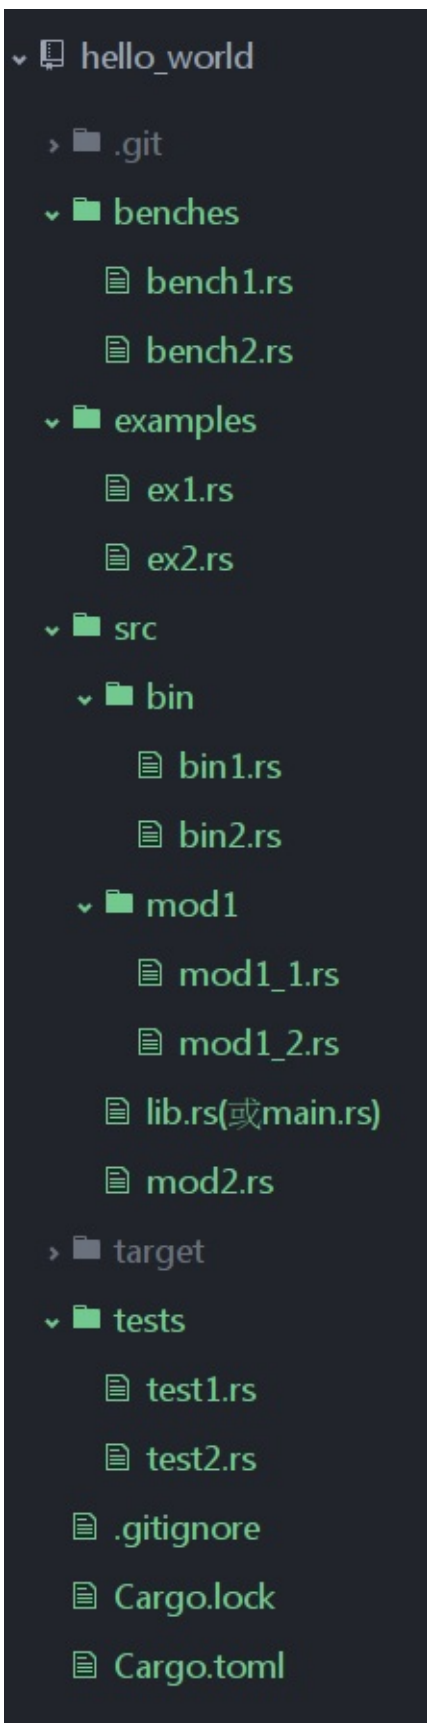 hello_world
.git
benches
bench1.rs
bench2.rs
examples
ex1.rs
ex2.rs
src
bin
bin1.rs
bin2.rs
mod1
mod1_1.rs
mod1_2.rs
lib.rs(或main.rs)
mod2.rs
target
tests
test1.rs
test2.rs
.gitignore
Cargo.lock
Cargo.toml